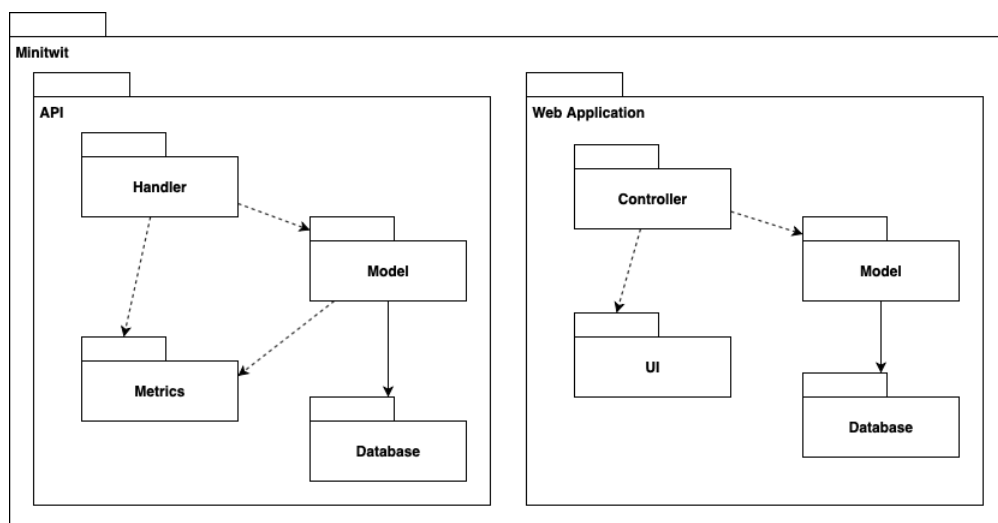 Minitwit
API
Handler
Model
Metrics
Database
Web Application
Controller
Model
UI
Database